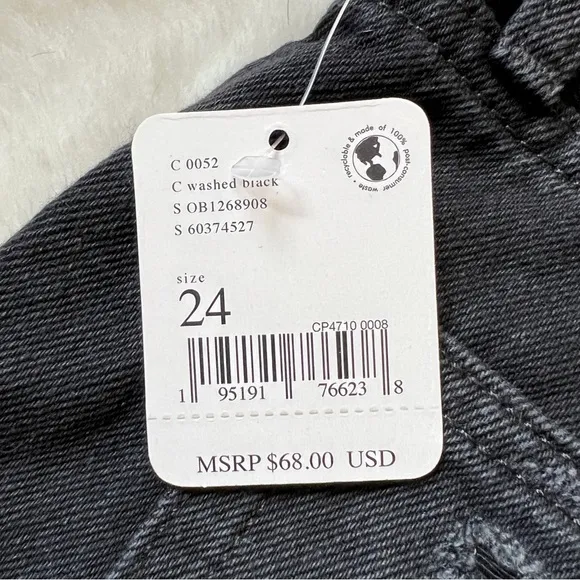 recyclable & made of 100% post-consumer waste •
C 0052
C washed black
S OB1268908
S 60374527
size
24
CP4710 0008
1 95191 76623 8
MSRP $68.00 USD